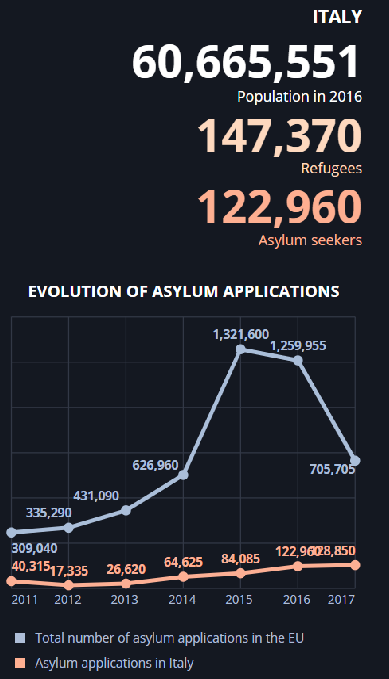 ITALY
60,665,551
Population in 2016
147,370
Refugees
122,960
Asylum seekers
EVOLUTION OF ASYLUM APPLICATIONS
1,321,600
1,259,955
626,960
705,705
431,090
335,290
309,040
40,315
17,335
26,620
64,625
84,085
122,960
128,850
2011 2012 2013 2014 2015 2016 2017
Total number of asylum applications in the EU
Asylum applications in Italy